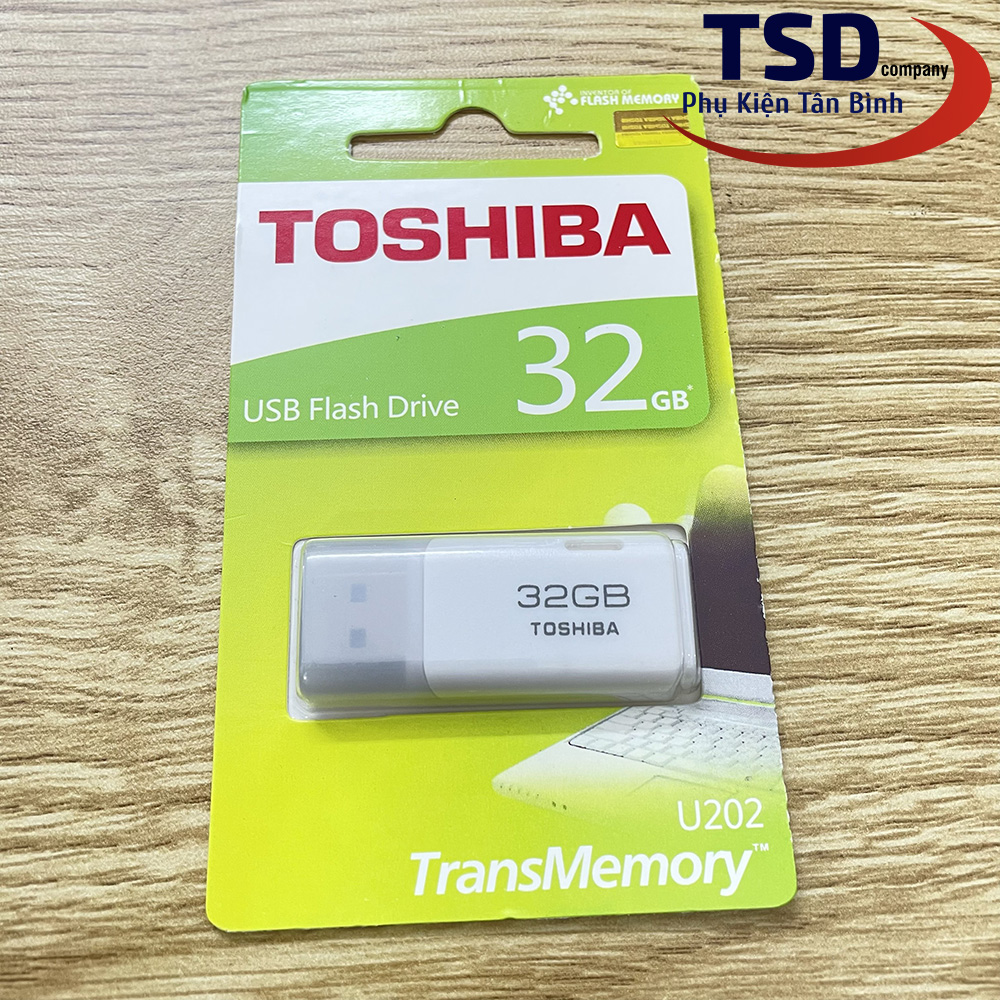 TSD
company
Phụ Kiện Tân Bình
INVENTOR OF
FLASH MEMORY
TOSHIBA
USB Flash Drive
32GB*
32GB
TOSHIBA
U202
TransMemory™